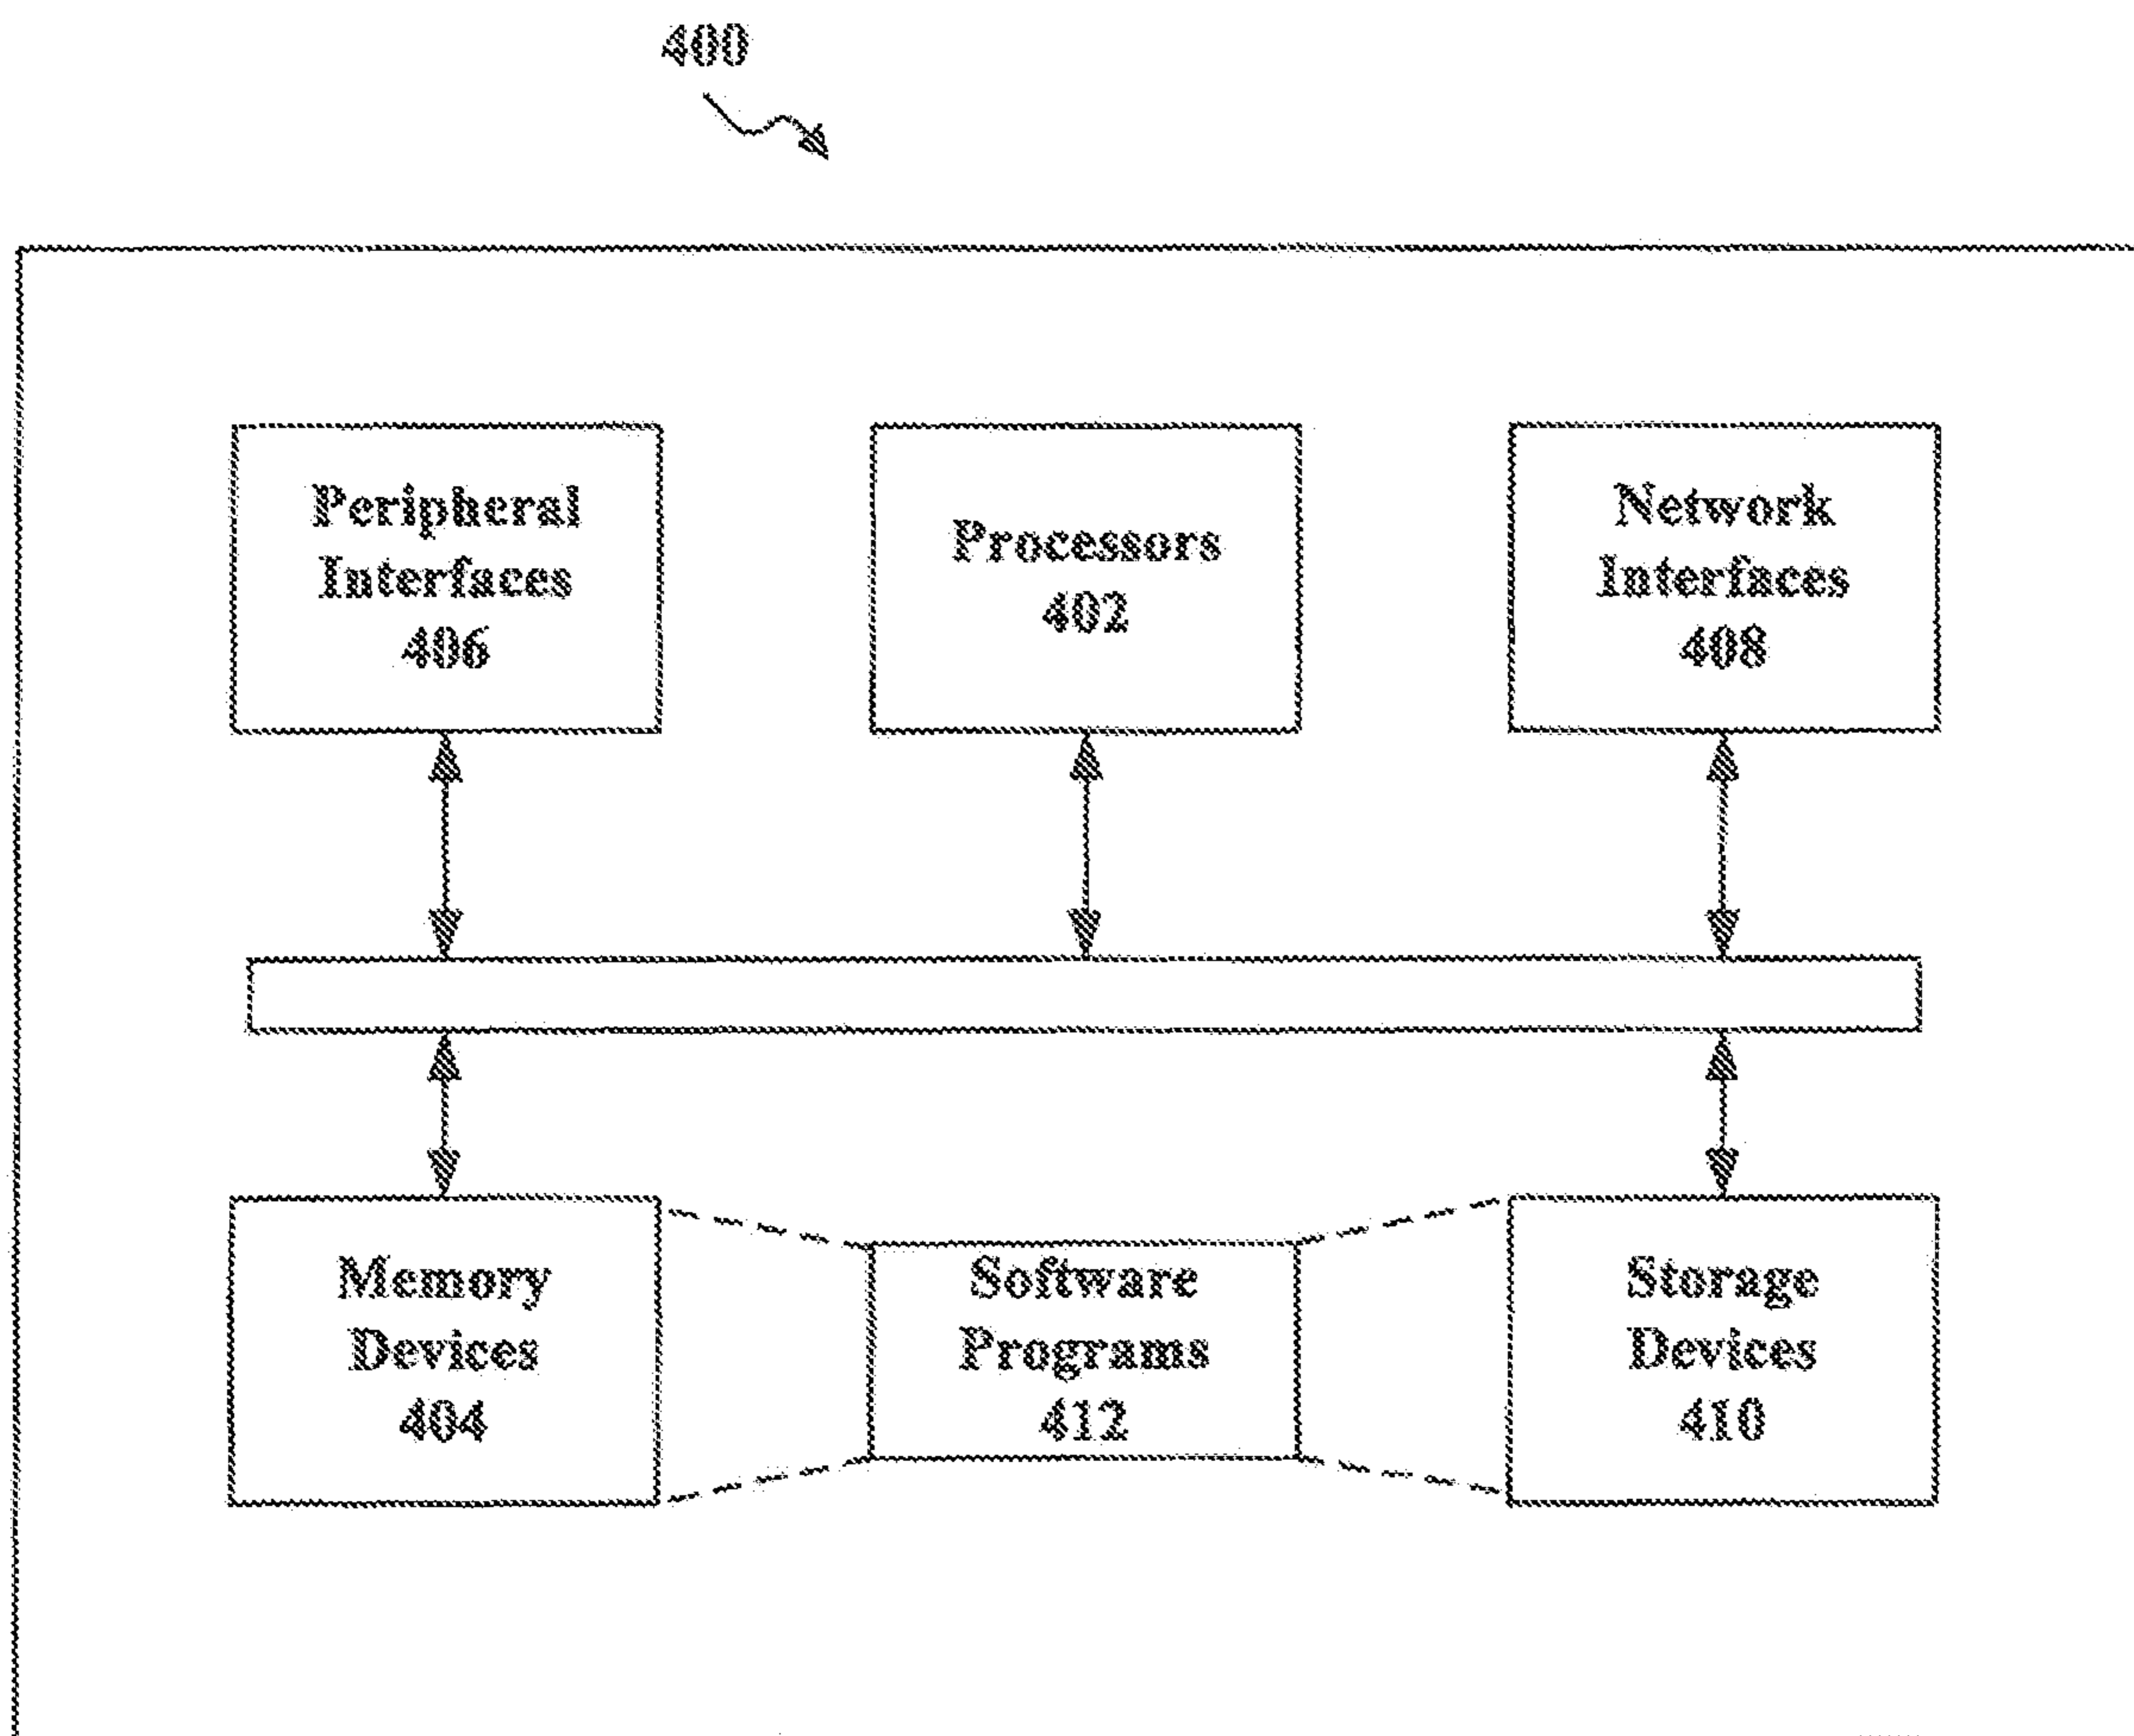 400
Peripheral
Interfaces
406
Processors
402
Network
Interfaces
408
Memory
Devices
404
Software
Programs
412
Storage
Devices
410